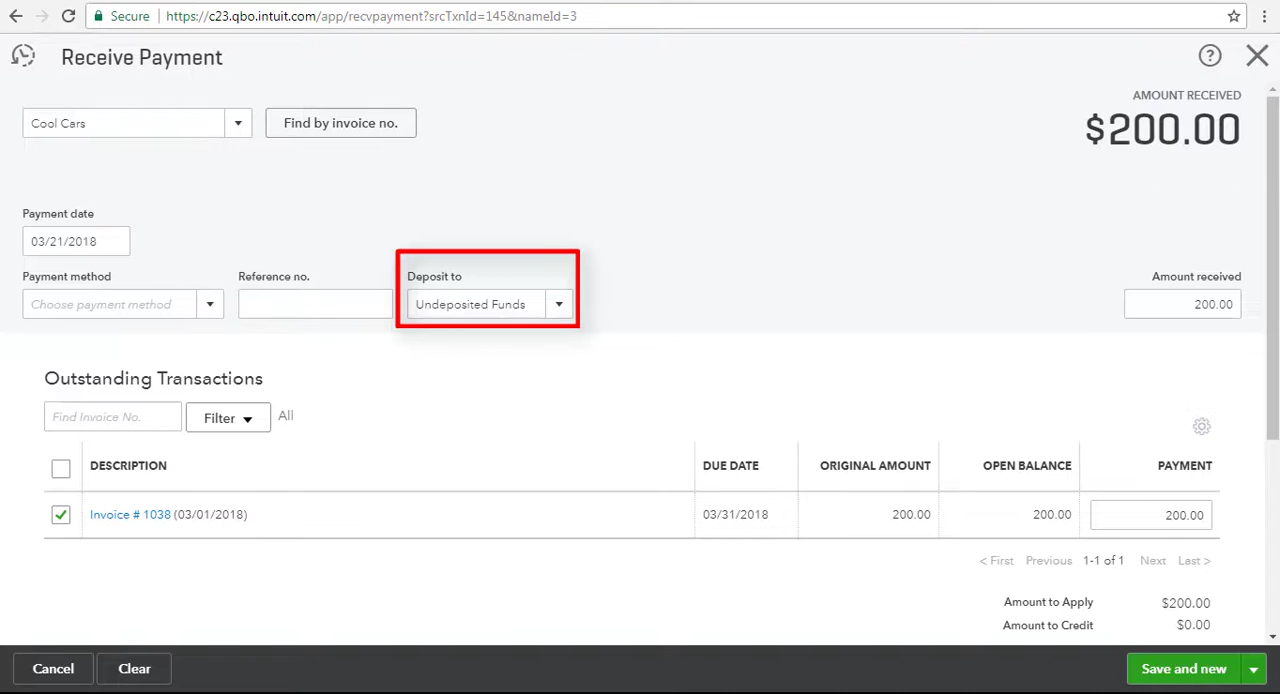 Secure https://c23.qbo.intuit.com/app/recvpayment?srcTxnId=145&nameId=3
Receive Payment
AMOUNT RECEIVED
$200.00
Cool Cars
Find by invoice no.
Payment date
03/21/2018
Payment method Reference no. Deposit to Amount received
Choose payment method Undeposited Funds 200.00
Outstanding Transactions
Find Invoice No. Filter All
DESCRIPTION DUE DATE ORIGINAL AMOUNT OPEN BALANCE PAYMENT
Invoice # 1038 (03/01/2018) 03/31/2018 200.00 200.00 200.00
< First Previous 1-1 of 1 Next Last >
Amount to Apply $200.00
Amount to Credit $0.00
Cancel Clear Save and new